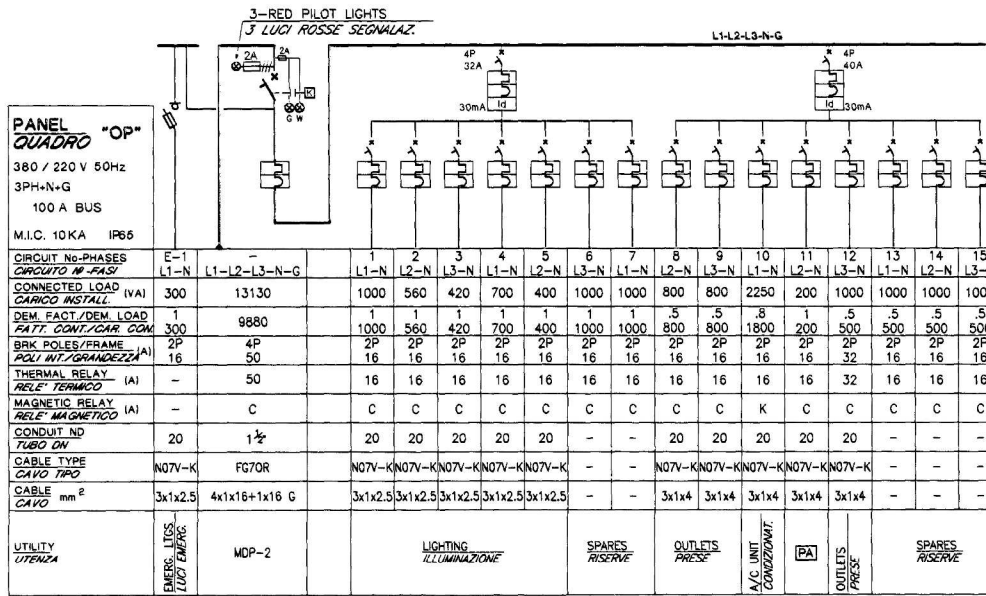 3-RED PILOT LIGHTS
3 LUCI ROSSE SEGNALAZ.
L1-L2-L3-N-G
2A
2A
K
G W
4P
32A
Id
30mA
4P
40A
Id
30mA
PANEL "OP"
QUADRO
380 / 220 V 50Hz
3PH+N+G
100 A BUS
M.I.C. 10KA IP65
CIRCUIT No-PHASES E-1 - 1 2 3 4 5 6 7 8 9 10 11 12 13 14 15
CIRCUITO Nº-FASI L1-N L1-L2-L3-N-G L1-N L2-N L3-N L1-N L2-N L3-N L1-N L2-N L3-N L1-N L2-N L3-N L1-N L2-N L3-
CONNECTED LOAD (VA) 300 13130 1000 560 420 700 400 1000 1000 800 800 2250 200 1000 1000 1000 100
CARICO INSTALL.
DEM. FACT./DEM. LOAD 1 9880 1 1 1 1 1 1 1 .5 .5 .8 1 .5 .5 .5 .5
FATT. CONT./CAR. CON. 300 1000 560 420 700 400 1000 1000 800 800 1800 200 500 500 500 50
BRK POLES/FRAME (A) 2P 4P 2P 2P 2P 2P 2P 2P 2P 2P 2P 2P 2P 2P 2P 2P 2P
POLI INT./GRANDEZZA 16 50 16 16 16 16 16 16 16 16 16 16 16 32 16 16 16
THERMAL RELAY (A) - 50 16 16 16 16 16 16 16 16 16 16 16 32 16 16 16
RELE' TERMICO
MAGNETIC RELAY (A) - C C C C C C C C C C K C C C C C
RELE' MAGNETICO
CONDUIT ND 20 1½ 20 20 20 20 20 - - 20 20 20 20 20 - - -
TUBO DN
CABLE TYPE N07V-K FG7OR N07V-K N07V-K N07V-K N07V-K N07V-K - - N07V-K N07V-K N07V-K N07V-K N07V-K - - -
CAVO TIPO
CABLE mm² 3x1x2.5 4x1x16+1x16 G 3x1x2.5 3x1x2.5 3x1x2.5 3x1x2.5 3x1x2.5 - - 3x1x4 3x1x4 3x1x4 3x1x4 3x1x4 - - -
CAVO
UTILITY
UTENZA
EMERG. LTGS
LUCI EMERG.
MDP-2
LIGHTING
ILLUMINAZIONE
SPARES
RISERVE
OUTLETS
PRESE
A/C UNIT
CONDIZIONAT.
PA
OUTLETS
PRESE
SPARES
RISERVE